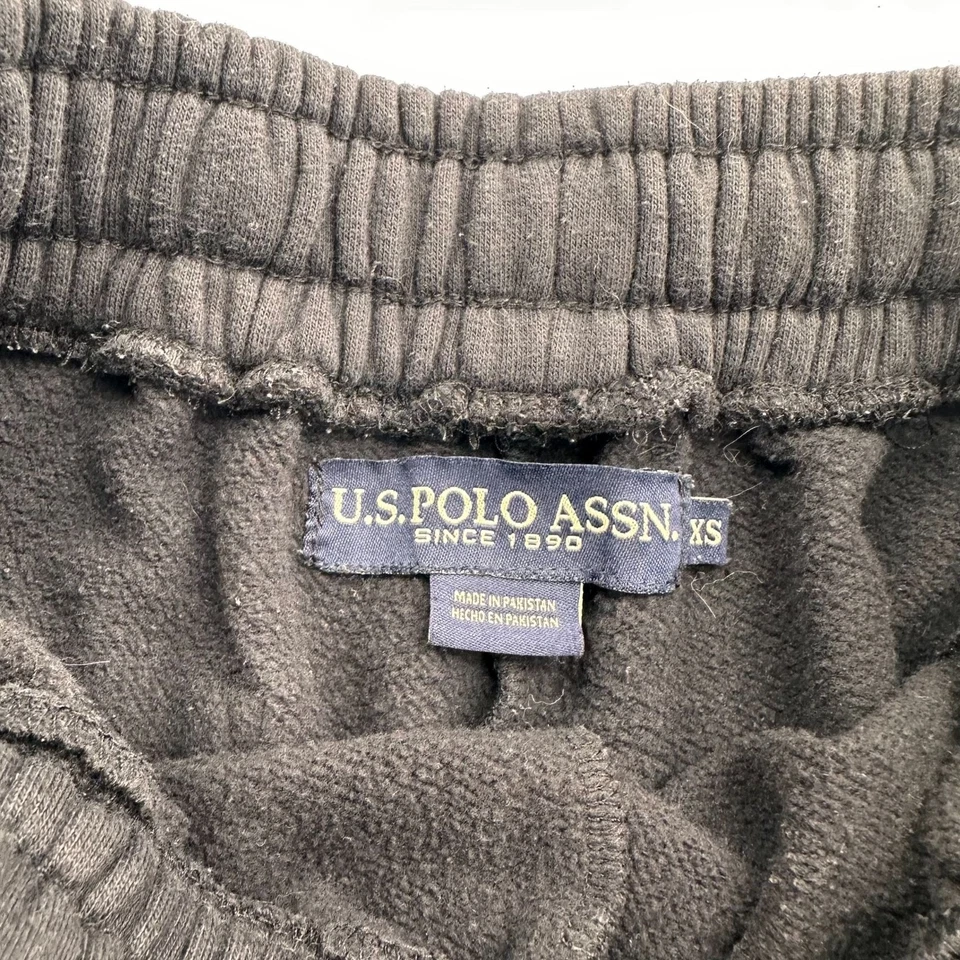 U.S. POLO ASSN.
SINCE 1890
XS
MADE IN PAKISTAN
HECHO EN PAKISTAN